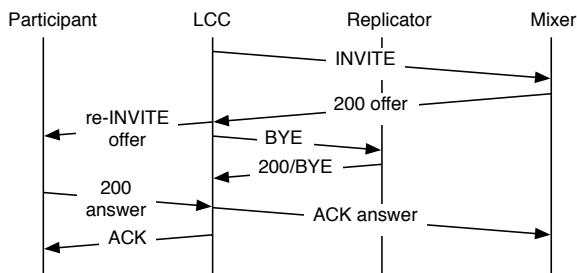 Participant LCC Replicator Mixer
INVITE
200 offer
re-INVITE
offer
BYE
200/BYE
200
answer
ACK answer
ACK